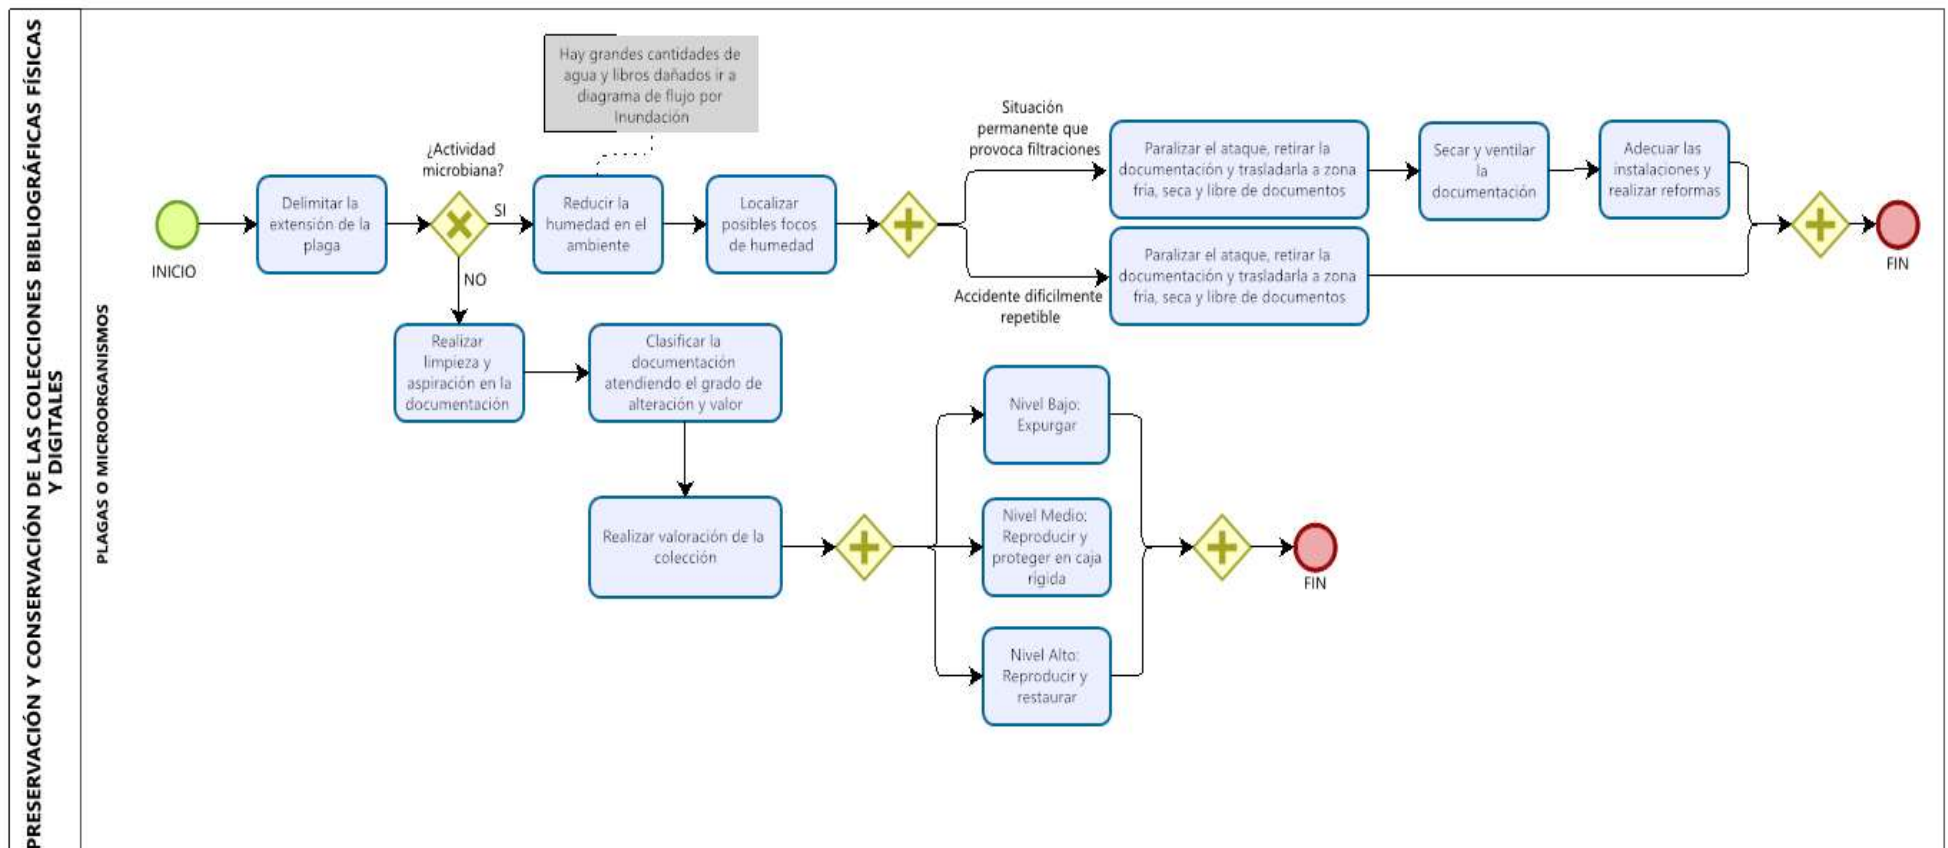 PRESERVACIÓN Y CONSERVACIÓN DE LAS COLECCIONES BIBLIOGRÁFICAS FÍSICAS
Y DIGITALES
PLAGAS O MICROORGANISMOS
INICIO
Delimitar la
extensión de la
plaga
¿Actividad
microbiana?
SI
NO
Hay grandes cantidades de
agua y libros dañados ir a
diagrama de flujo por
Inundación
Reducir la
humedad en el
ambiente
Localizar
posibles focos
de humedad
Situación
permanente que
provoca filtraciones
Paralizar el ataque, retirar la
documentación y trasladarla a zona
fría, seca y libre de documentos
Secar y ventilar
la
documentación
Adecuar las
instalaciones y
realizar reformas
Accidente dificilmente
repetible
Paralizar el ataque, retirar la
documentación y trasladarla a zona
fría, seca y libre de documentos
FIN
Realizar
limpieza y
aspiración en la
documentación
Clasificar la
documentación
atendiendo el grado de
alteración y valor
Realizar valoración de la
colección
Nivel Bajo:
Expurgar
Nivel Medio:
Reproducir y
proteger en caja
rígida
Nivel Alto:
Reproducir y
restaurar
FIN